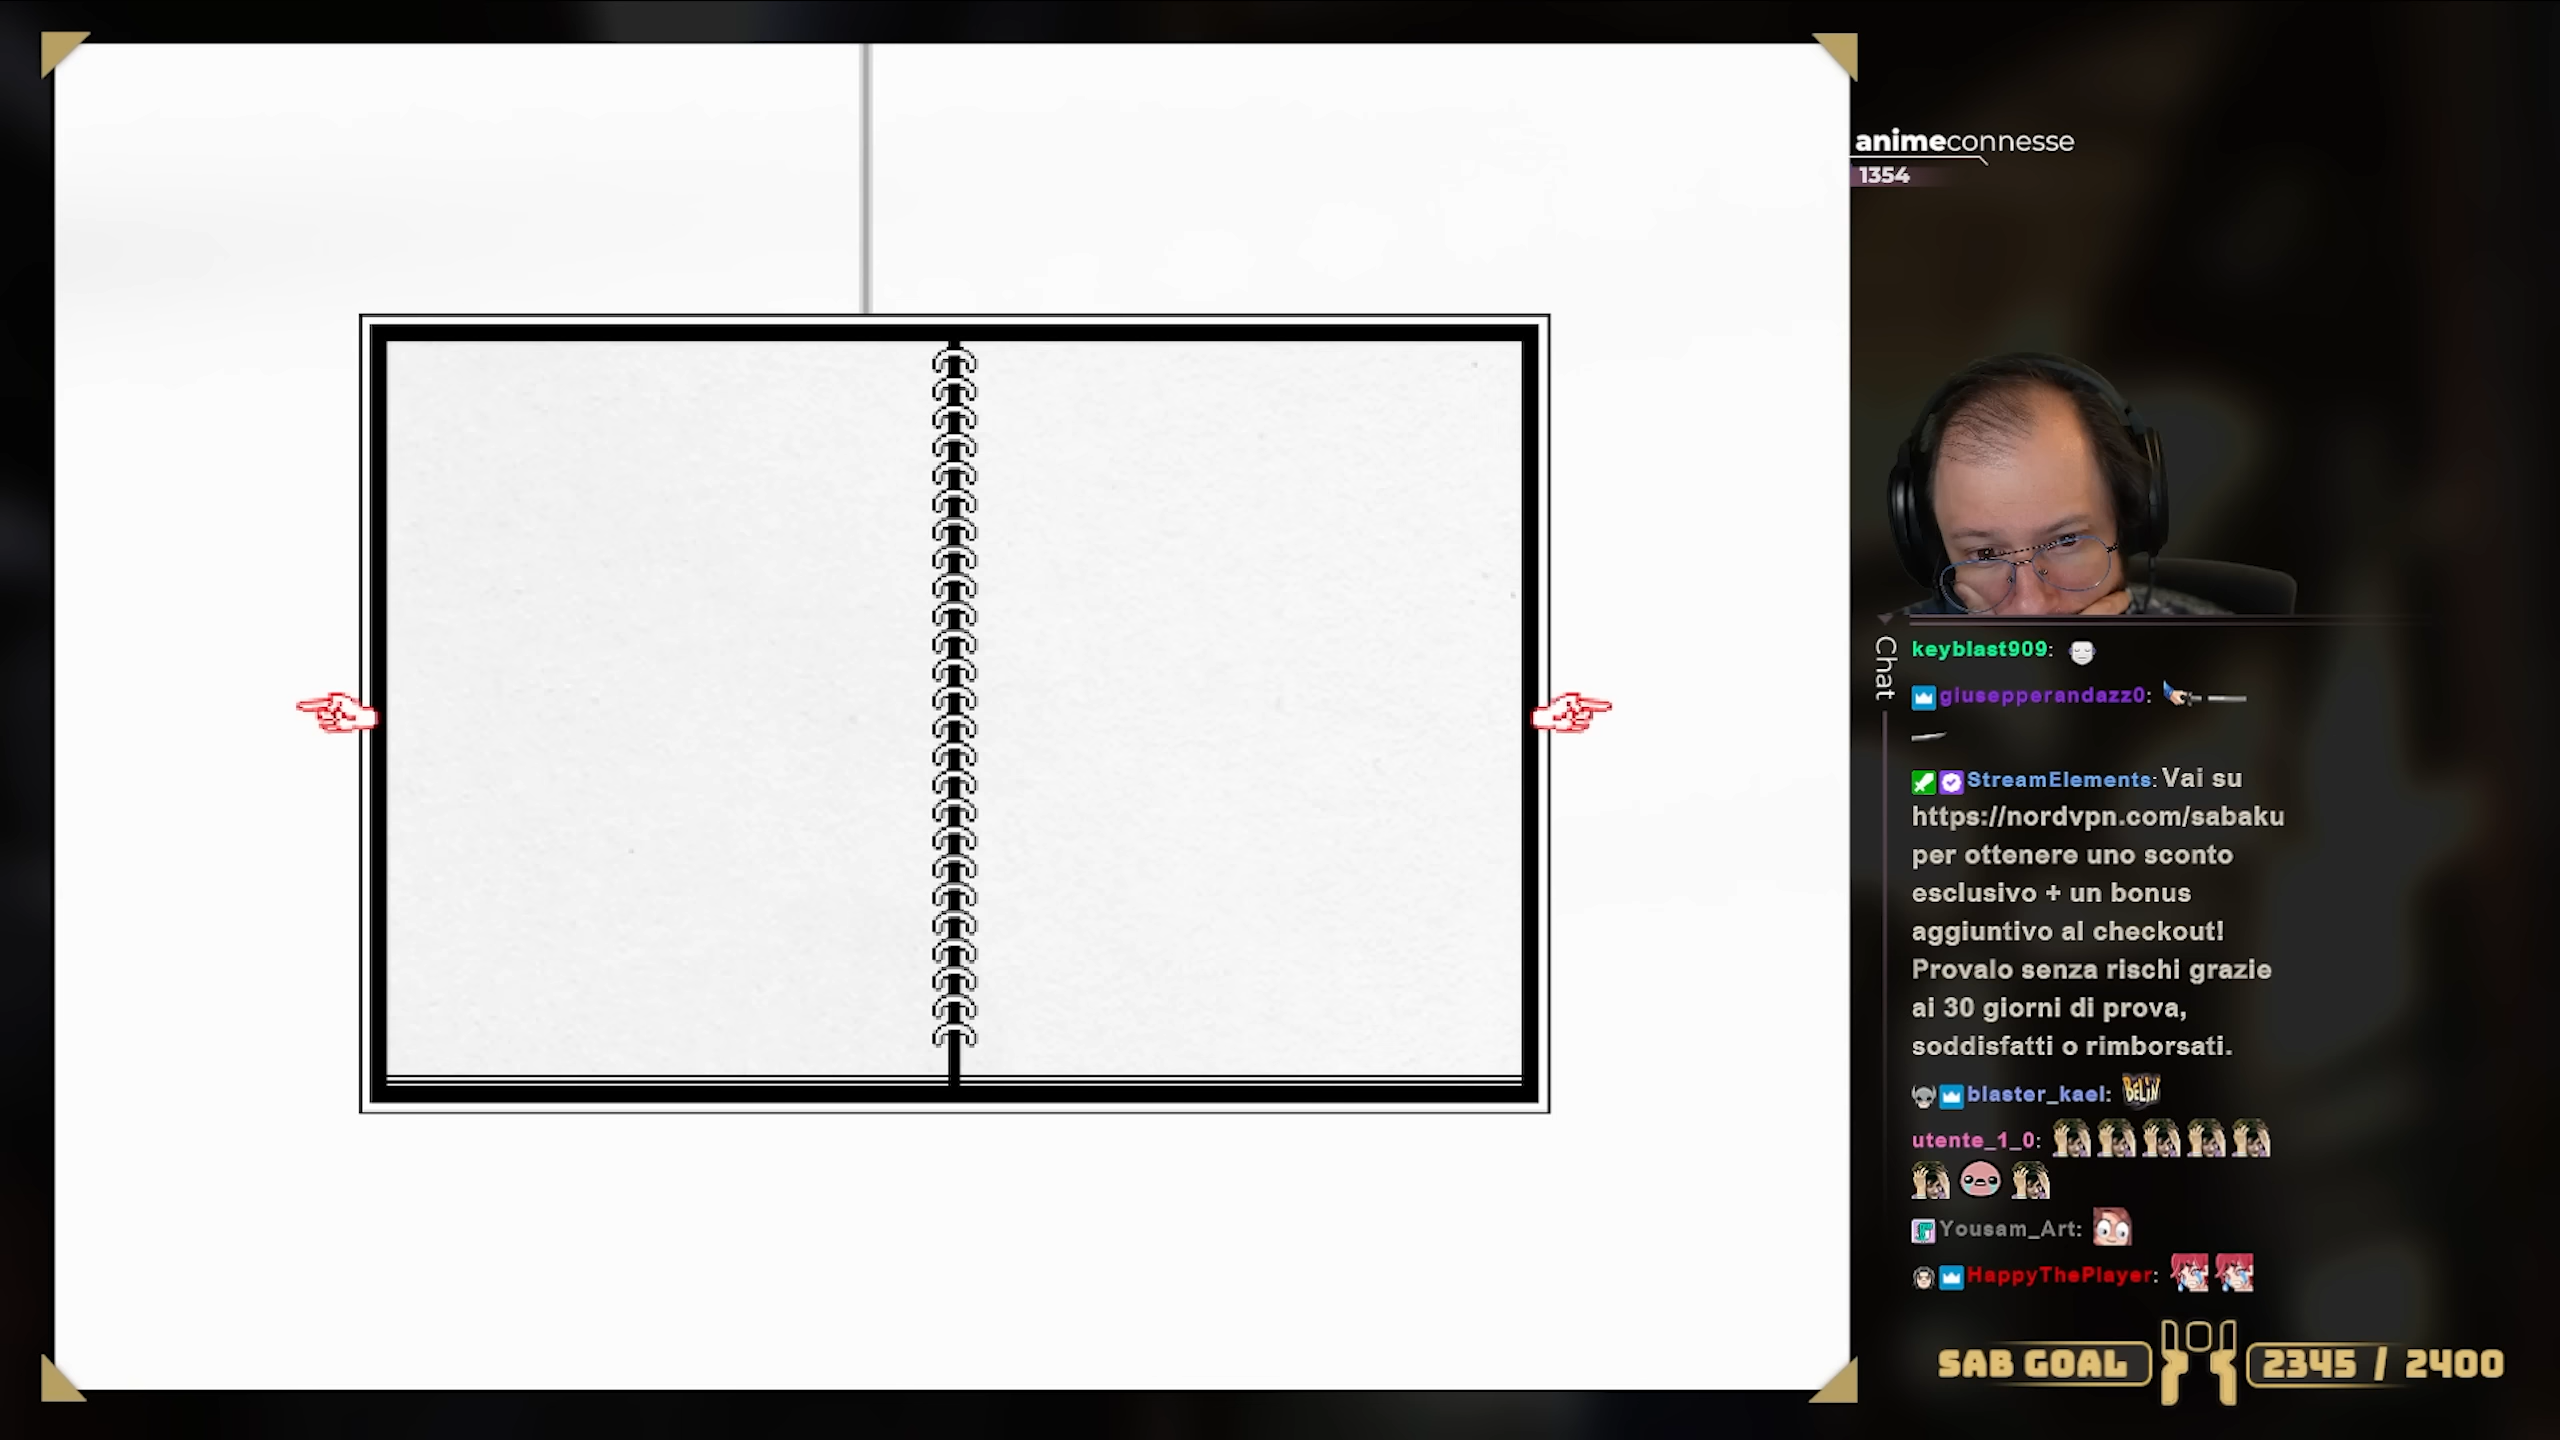 animeconnesse
1354
Chat
keyblast909:
giusepperandazz0:
StreamElements: Vai su
https://nordvpn.com/sabaku
per ottenere uno sconto
esclusivo + un bonus
aggiuntivo al checkout!
Provalo senza rischi grazie
ai 30 giorni di prova,
soddisfatti o rimborsati.
blaster_kael: BELIN
utente_1_0:
Yousam_Art:
HappyThePlayer:
SAB GOAL 2345 / 2400